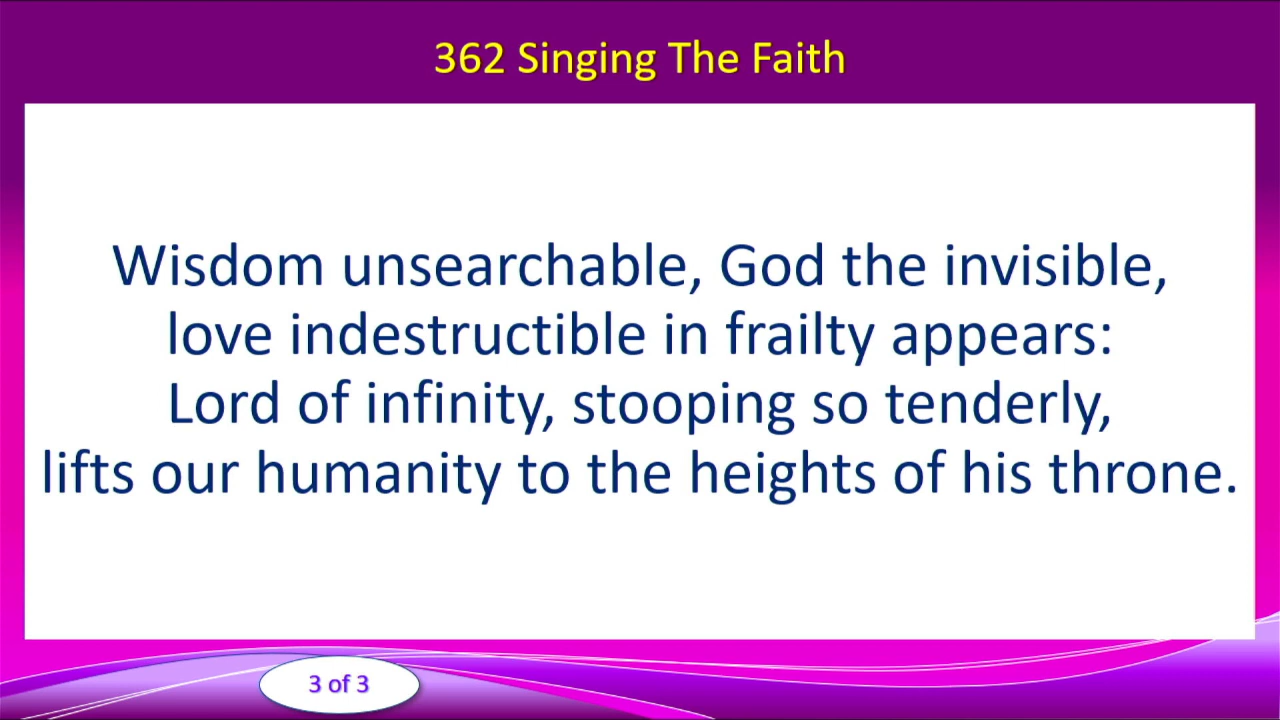 362 Singing The Faith
Wisdom unsearchable, God the invisible,
love indestructible in frailty appears:
Lord of infinity, stooping so tenderly,
lifts our humanity to the heights of his throne.
3 of 3